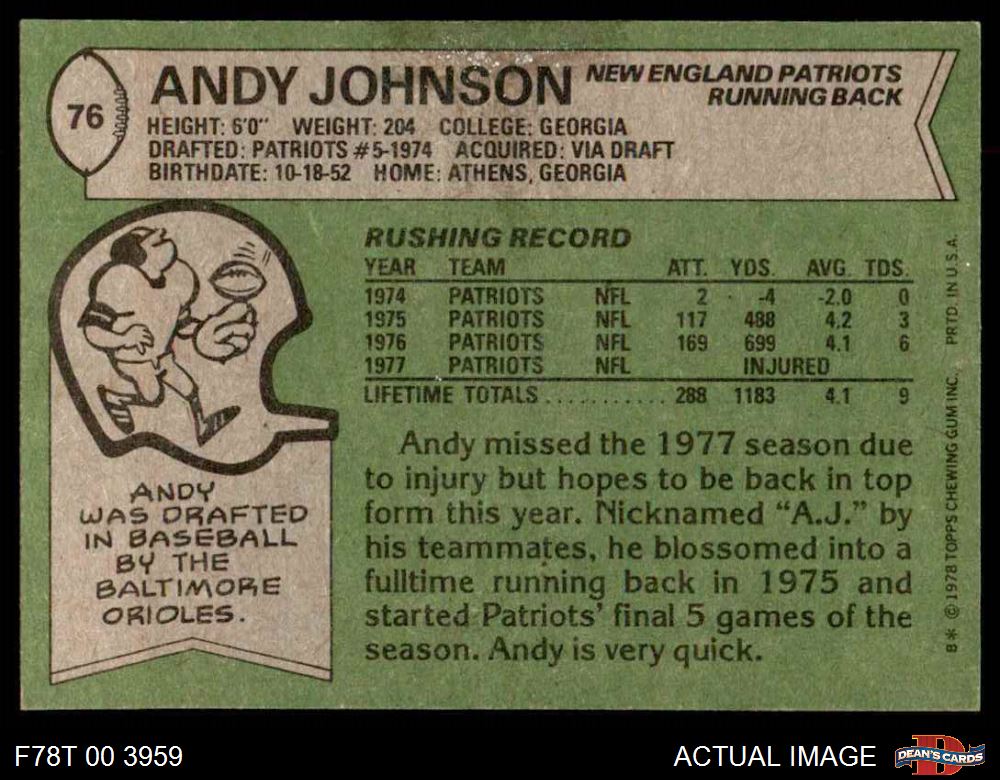 76
ANDY JOHNSON
NEW ENGLAND PATRIOTS
RUNNING BACK
HEIGHT: 6'0" WEIGHT: 204 COLLEGE: GEORGIA
DRAFTED: PATRIOTS #5-1974 ACQUIRED: VIA DRAFT
BIRTHDATE: 10-18-52 HOME: ATHENS, GEORGIA
RUSHING RECORD
YEAR TEAM ATT. YDS. AVG. TDS.
1974 PATRIOTS NFL 2 -4 -2.0 0
1975 PATRIOTS NFL 117 488 4.2 3
1976 PATRIOTS NFL 169 699 4.1 6
1977 PATRIOTS NFL INJURED
LIFETIME TOTALS........... 288 1183 4.1 9
Andy missed the 1977 season due
to injury but hopes to be back in top
form this year. Nicknamed “A.J.” by
his teammates, he blossomed into a
fulltime running back in 1975 and
started Patriots’ final 5 games of the
season. Andy is very quick.
ANDY
WAS DRAFTED
IN BASEBALL
BY THE
BALTIMORE
ORIOLES.
8* © 1978 TOPPS CHEWING GUM INC. PRTD. IN U.S.A.
F78T 00 3959
ACTUAL IMAGE
D
DEAN'S CARDS